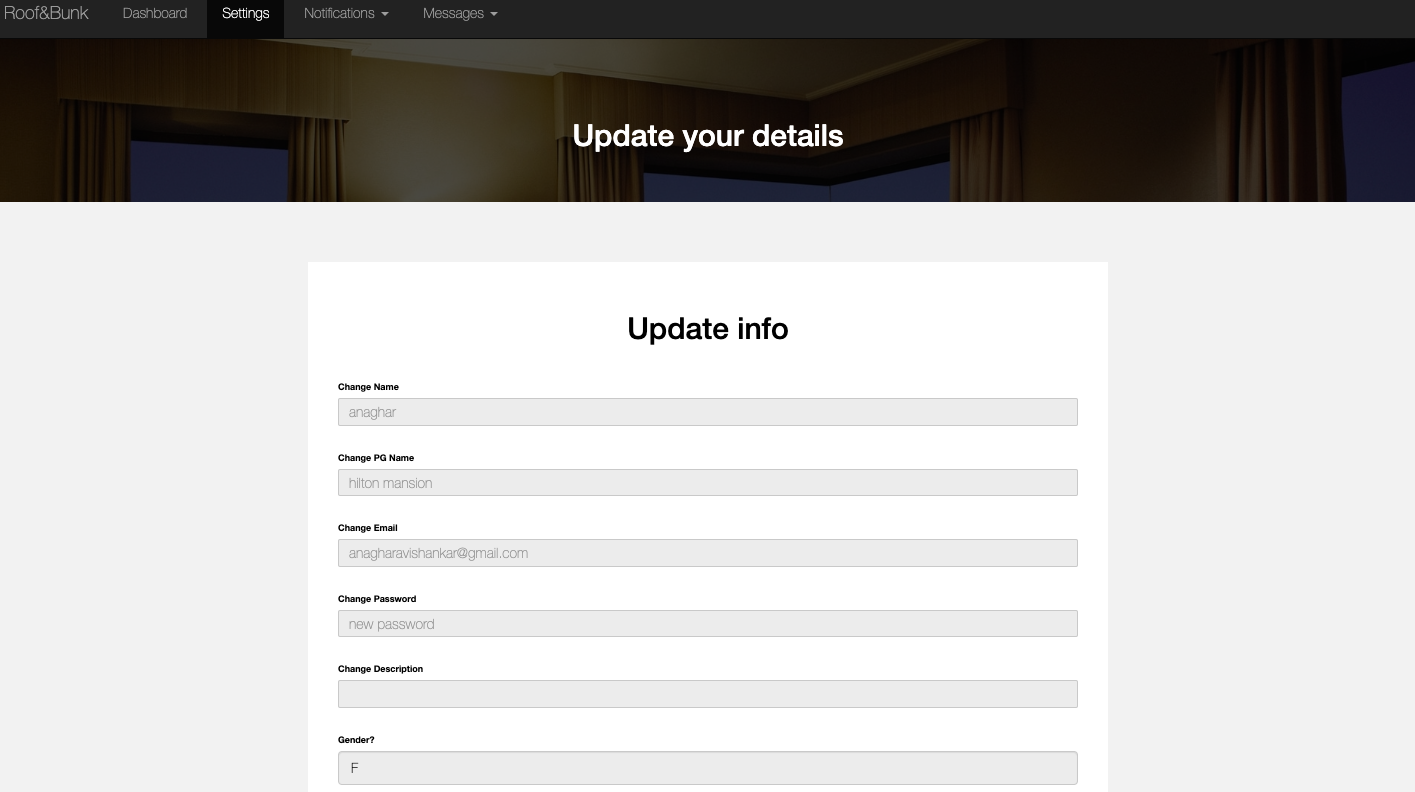 Roof&Bunk Dashboard Settings Notifications Messages
Update your details
Update info
Change Name
anaghar
Change PG Name
hilton mansion
Change Email
anagharavishankar@gmail.com
Change Password
new password
Change Description
Gender?
F